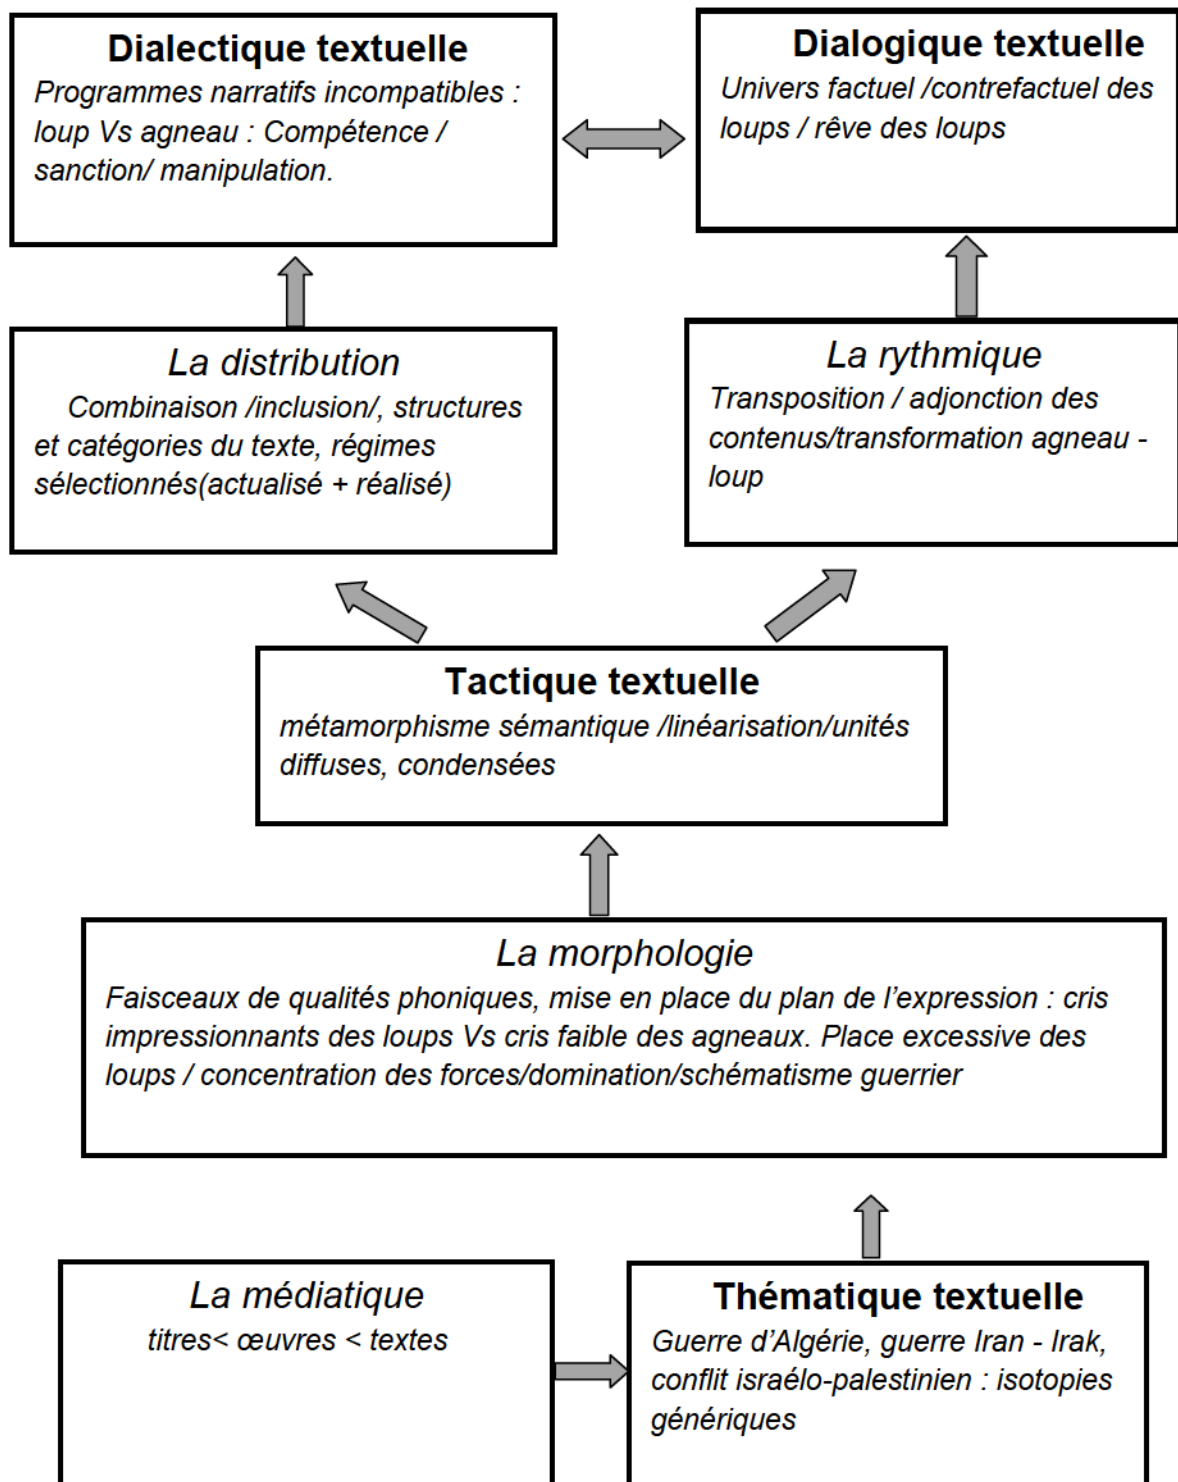 Dialectique textuelle
Programmes narratifs incompatibles :
loup Vs agneau : Compétence /
sanction/ manipulation.
Dialogique textuelle
Univers factuel /contrefactuel des
loups / rêve des loups
La distribution
Combinaison /inclusion/, structures
et catégories du texte, régimes
sélectionnés(actualisé + réalisé)
La rythmique
Transposition / adjonction des
contenus/transformation agneau -
loup
Tactique textuelle
métamorphisme sémantique /linéarisation/unités
diffuses, condensées
La morphologie
Faisceaux de qualités phoniques, mise en place du plan de l’expression : cris
impressionnants des loups Vs cris faible des agneaux. Place excessive des
loups / concentration des forces/domination/schématisme guerrier
La médiatique
titres< œuvres < textes
Thématique textuelle
Guerre d’Algérie, guerre Iran - Irak,
conflit israélo-palestinien : isotopies
génériques